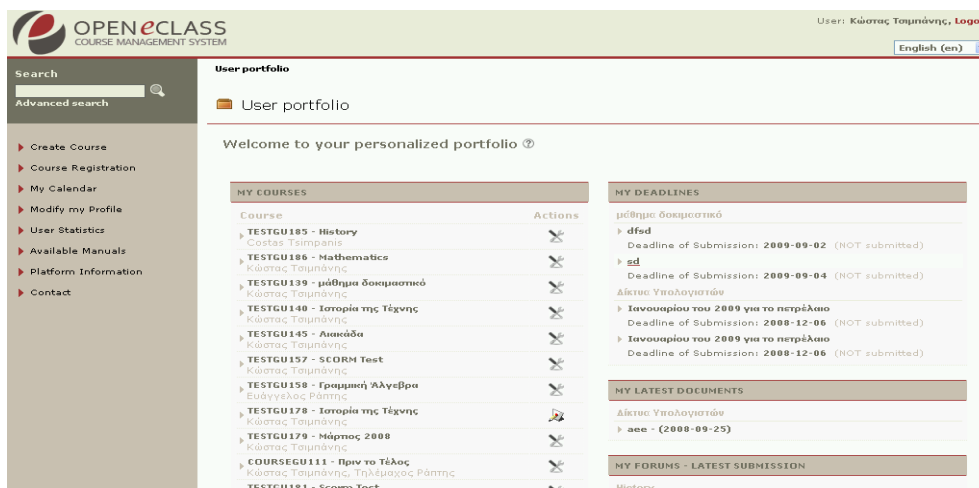 OPEN eCLASS
COURSE MANAGEMENT SYSTEM
User: Κώστας Τσιμπάνης, Logo
English (en)
Search
Advanced search
Create Course
Course Registration
My Calendar
Modify my Profile
User Statistics
Available Manuals
Platform Information
Contact
User portfolio
User portfolio
Welcome to your personalized portfolio
MY COURSES
Course Actions
TESTGU185 - History
Costas Tsimpanis
TESTGU186 - Mathematics
Κώστας Τσιμπάνης
TESTGU139 - μάθημα δοκιμαστικό
Κώστας Τσιμπάνης
TESTGU140 - Ιστορία της Τέχνης
Κώστας Τσιμπάνης
TESTGU145 - Αιακάδα
Κώστας Τσιμπάνης
TESTGU157 - SCORM Test
Κώστας Τσιμπάνης
TESTGU158 - Γραμμική Άλγεβρα
Ευάγγελος Ράπτης
TESTGU178 - Ιστορία της Τέχνης
Κώστας Τσιμπάνης
TESTGU179 - Μάρτιος 2008
Κώστας Τσιμπάνης
COURSEGU111 - Πριν το Τέλος
Κώστας Τσιμπάνης, Τηλέμαχος Ράπτης
TESTGU181 - Scorm Test
MY DEADLINES
μάθημα δοκιμαστικό
dfsd
Deadline of Submission: 2009-09-02 (NOT submitted)
sd
Deadline of Submission: 2009-09-04 (NOT submitted)
Δίκτυα Υπολογιστών
Ιανουαρίου του 2009 για το πετρέλαιο
Deadline of Submission: 2008-12-06 (NOT submitted)
Ιανουαρίου του 2009 για το πετρέλαιο
Deadline of Submission: 2008-12-06 (NOT submitted)
MY LATEST DOCUMENTS
Δίκτυα Υπολογιστών
aee - (2008-09-25)
MY FORUMS - LATEST SUBMISSION
History